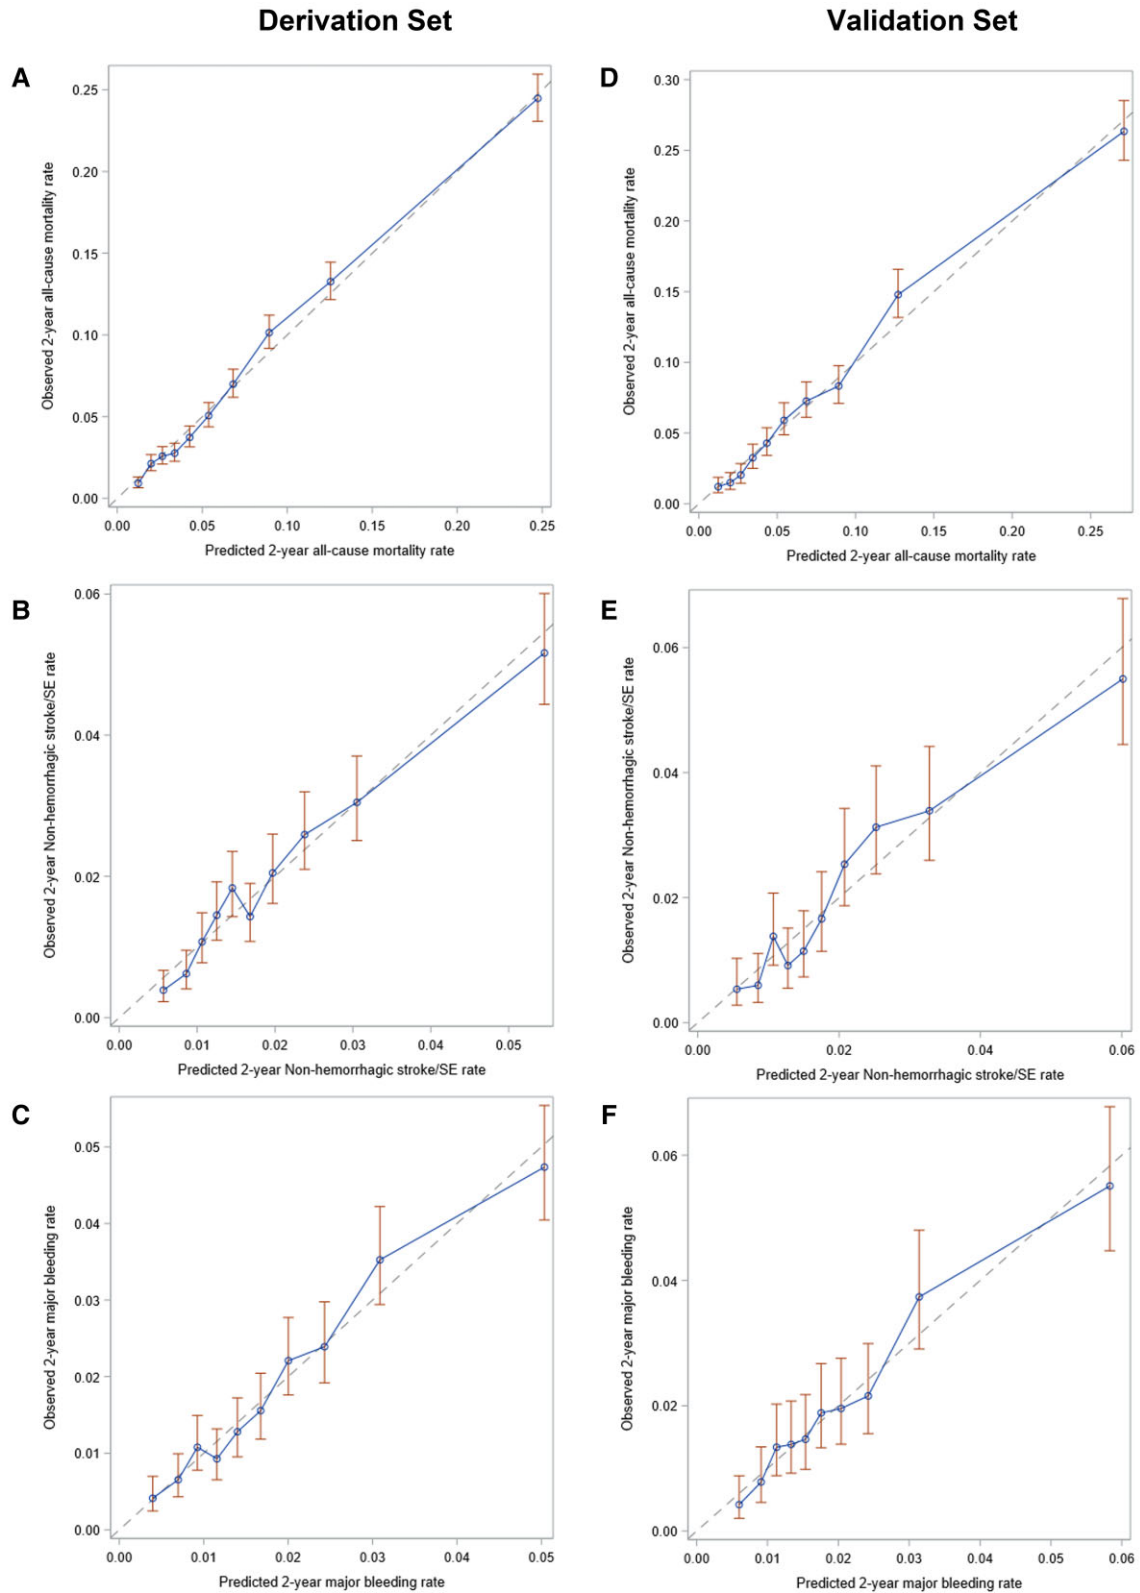 Derivation Set
Validation Set
A
Observed 2-year all-cause mortality rate
0.25
0.20
0.15
0.10
0.05
0.00
0.00 0.05 0.10 0.15 0.20 0.25
Predicted 2-year all-cause mortality rate
D
Observed 2-year all-cause mortality rate
0.30
0.25
0.20
0.15
0.10
0.05
0.00
0.00 0.05 0.10 0.15 0.20 0.25
Predicted 2-year all-cause mortality rate
B
Observed 2-year Non-hemorrhagic stroke/SE rate
0.06
0.04
0.02
0.00
0.00 0.01 0.02 0.03 0.04 0.05
Predicted 2-year Non-hemorrhagic stroke/SE rate
E
Observed 2-year Non-hemorrhagic stroke/SE rate
0.06
0.04
0.02
0.00
0.00 0.02 0.04 0.06
Predicted 2-year Non-hemorrhagic stroke/SE rate
C
Observed 2-year major bleeding rate
0.05
0.04
0.03
0.02
0.01
0.00
0.00 0.01 0.02 0.03 0.04 0.05
Predicted 2-year major bleeding rate
F
Observed 2-year major bleeding rate
0.06
0.04
0.02
0.00
0.00 0.01 0.02 0.03 0.04 0.05 0.06
Predicted 2-year major bleeding rate